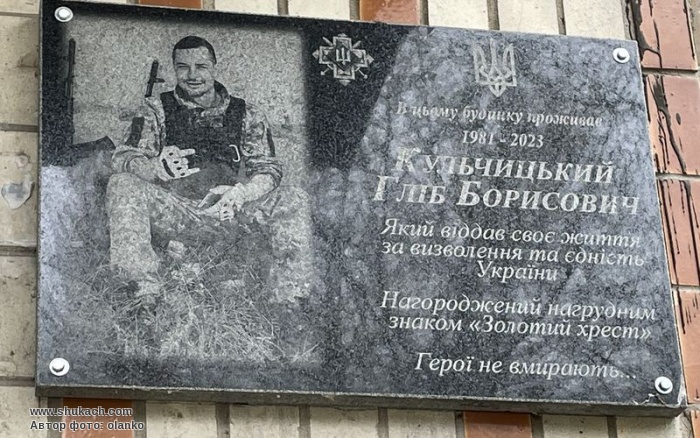 В цьому будинку проживав
1981 - 2023
Кульчицький
Гліб Борисович
Який віддав своє життя
за визволення та єдність
України
Нагороджений нагрудним
знаком «Золотий хрест»
Герої не вмирають...
www.shukach.com
Автор фото: olanko